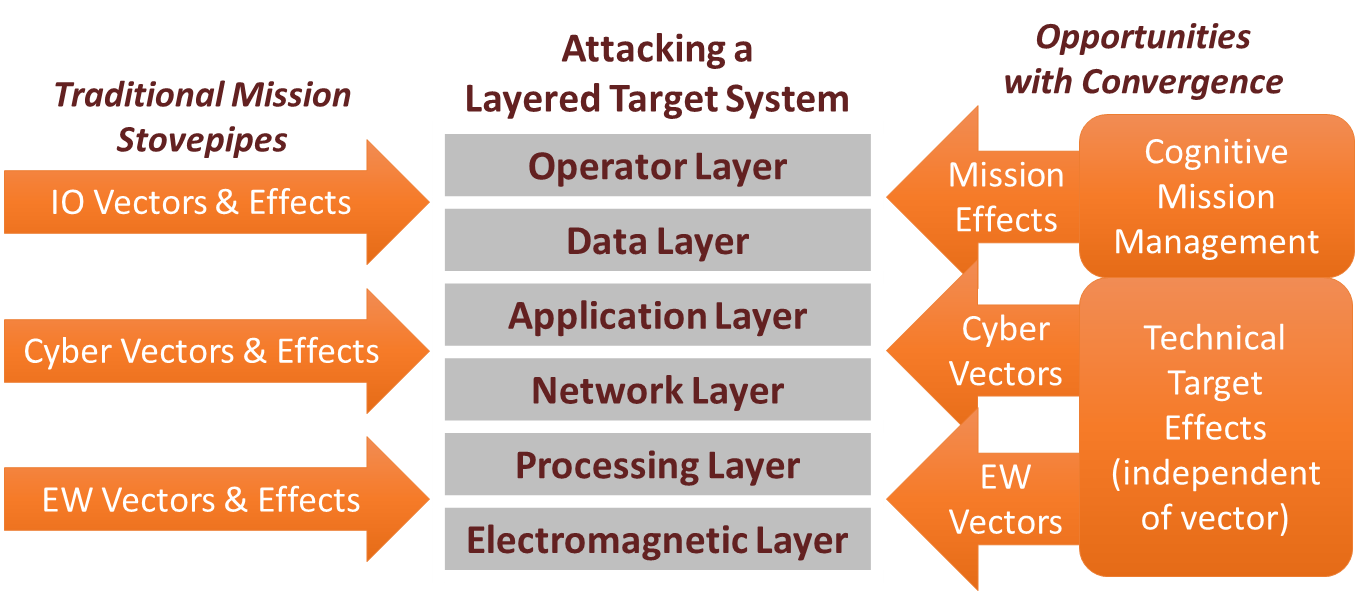 Traditional Mission
Stovepipes
IO Vectors & Effects
Cyber Vectors & Effects
EW Vectors & Effects
Attacking a
Layered Target System
Operator Layer
Data Layer
Application Layer
Network Layer
Processing Layer
Electromagnetic Layer
Opportunities
with Convergence
Mission
Effects
Cognitive
Mission
Management
Cyber
Vectors
EW
Vectors
Technical
Target
Effects
(independent
of vector)